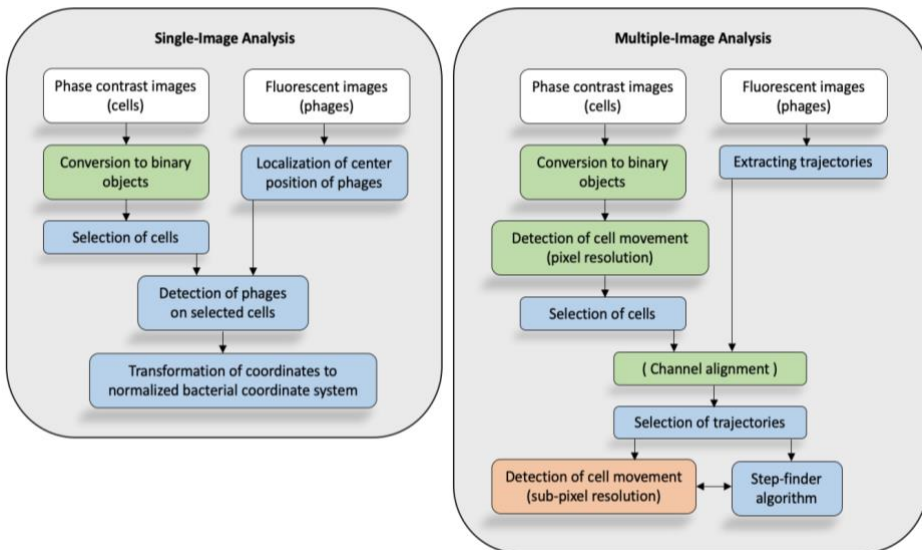 Single-Image Analysis
Phase contrast images
(cells)
Fluorescent images
(phages)
Conversion to binary
objects
Localization of center
position of phages
Selection of cells
Detection of phages
on selected cells
Transformation of coordinates to
normalized bacterial coordinate system
Multiple-Image Analysis
Phase contrast images
(cells)
Fluorescent images
(phages)
Conversion to binary
objects
Extracting trajectories
Detection of cell movement
(pixel resolution)
Selection of cells
( Channel alignment )
Selection of trajectories
Detection of cell movement
(sub-pixel resolution)
Step-finder
algorithm